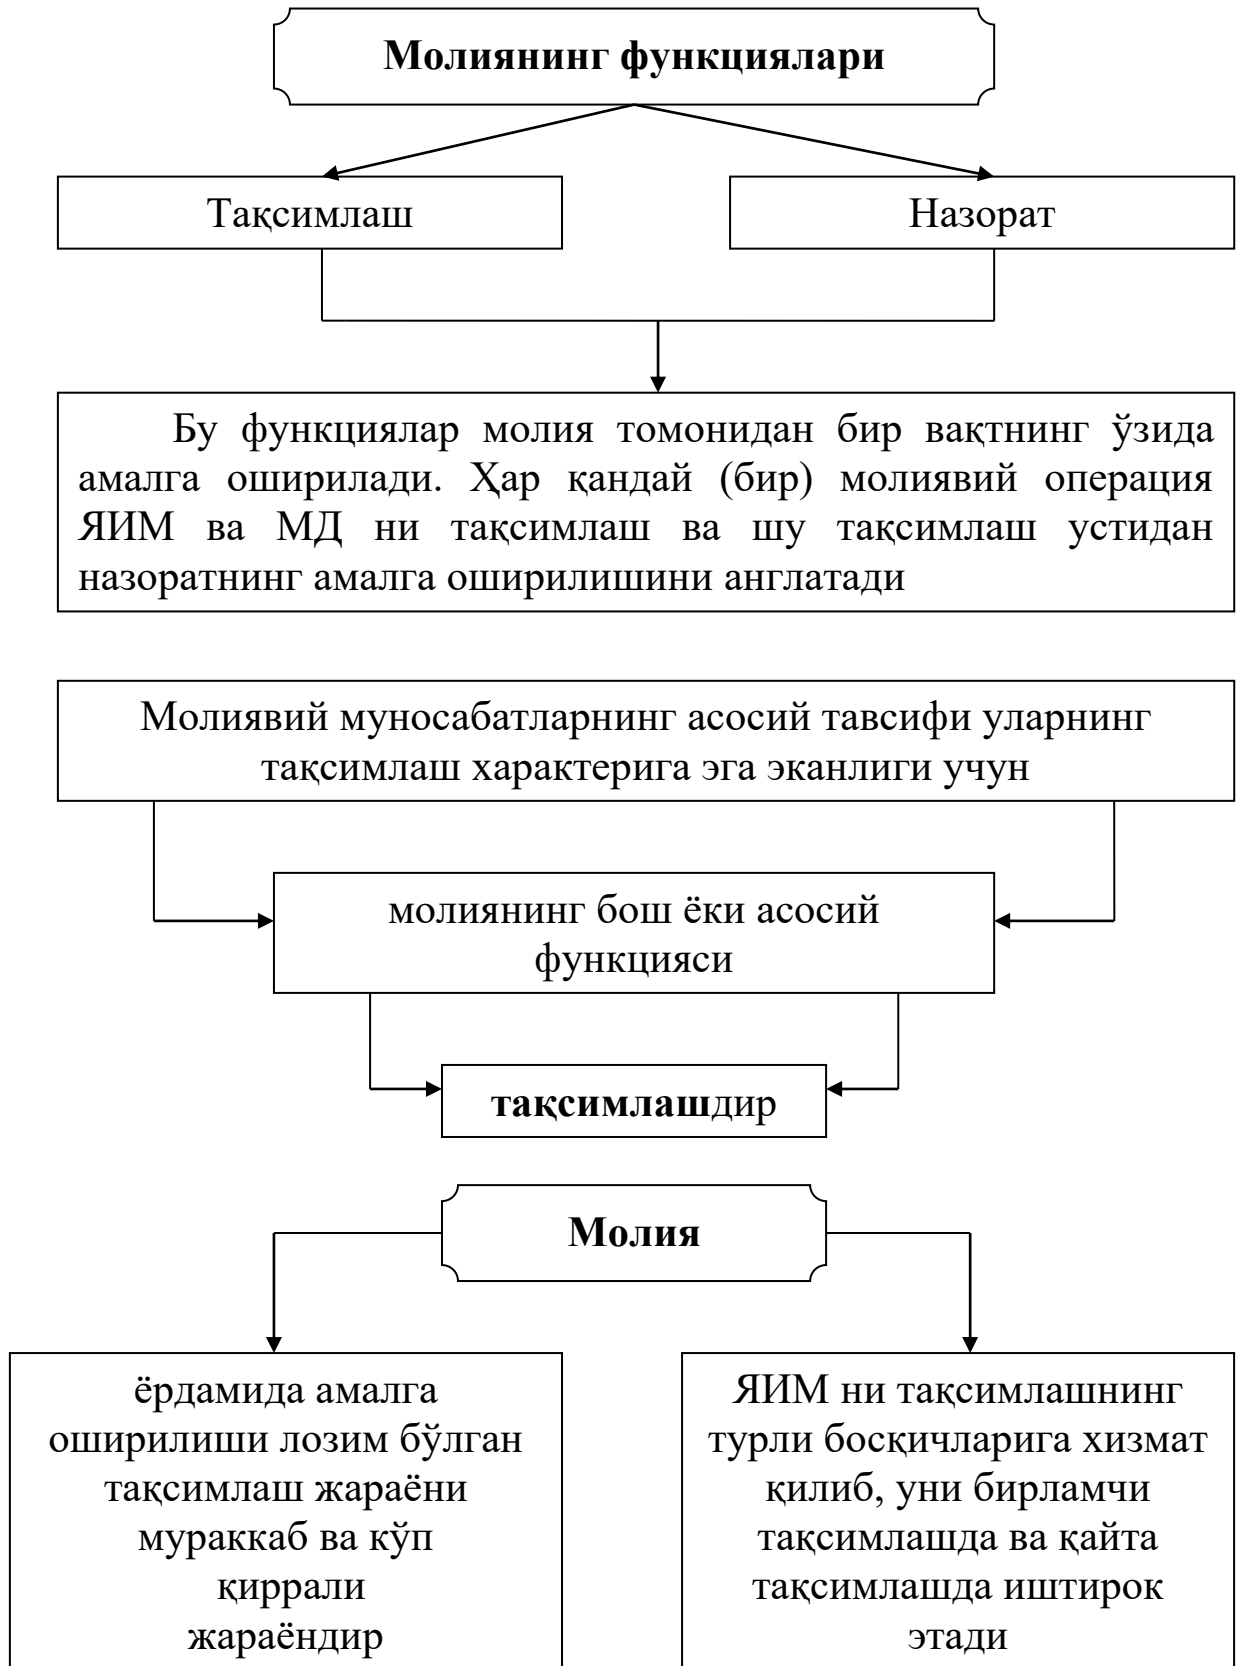 Молиянинг функциялари
Тақсимлаш
Назорат
Бу функциялар молия томонидан бир вақтнинг ўзида
амалга оширилади. Ҳар қандай (бир) молиявий операция
ЯИМ ва МД ни тақсимлаш ва шу тақсимлаш устидан
назоратнинг амалга оширилишини англатади
Молиявий муносабатларнинг асосий тавсифи уларнинг
тақсимлаш характерига эга эканлиги учун
молиянинг бош ёки асосий
функцияси
тақсимлашдир
Молия
ёрдамида амалга
оширилиши лозим бўлган
тақсимлаш жараёни
мураккаб ва кўп
қиррали
жараёндир
ЯИМ ни тақсимлашнинг
турли босқичларига хизмат
қилиб, уни бирламчи
тақсимлашда ва қайта
тақсимлашда иштирок
этади